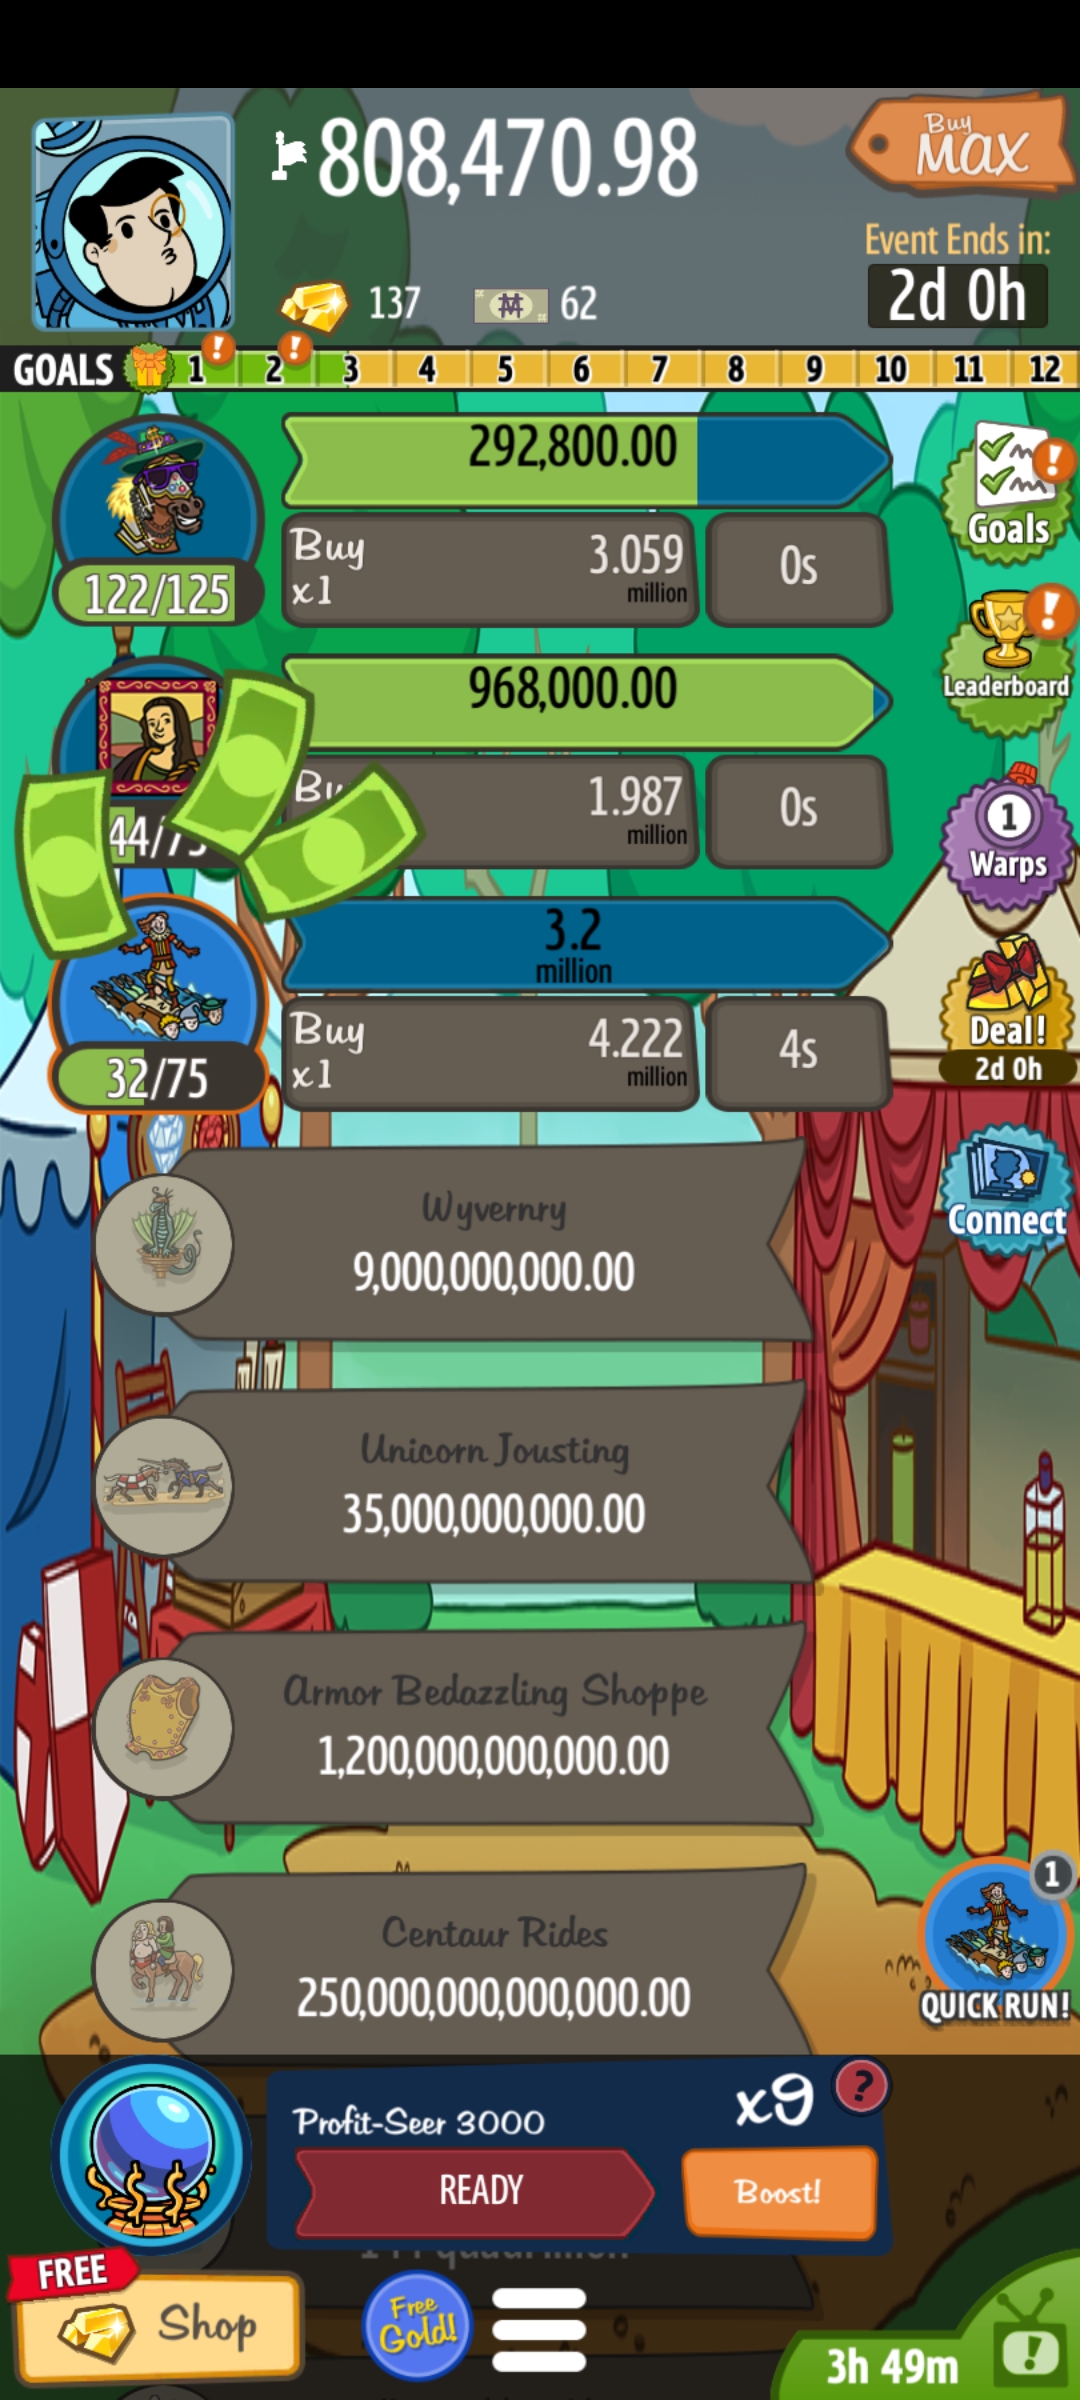 808,470.98
Buy
MAX
Event Ends in:
2d 0h
137
62
GOALS 1 2 3 4 5 6 7 8 9 10 11 12
! !
292,800.00
122/125
Buy
x1
3.059
million
0s
!
Goals
968,000.00
1.987
million
0s
!
Leaderboard
1
Warps
3.2
million
32/75
Buy
x1
4.222
million
4s
Deal!
2d 0h
Connect
Wyvernry
9,000,000,000.00
Unicorn Jousting
35,000,000,000.00
Armor Bedazzling Shoppe
1,200,000,000,000.00
Centaur Rides
250,000,000,000,000.00
1
QUICK RUN!
Profit-Seer 3000
x9
?
READY
Boost!
FREE
Shop
Free
Gold!
3h 49m
!